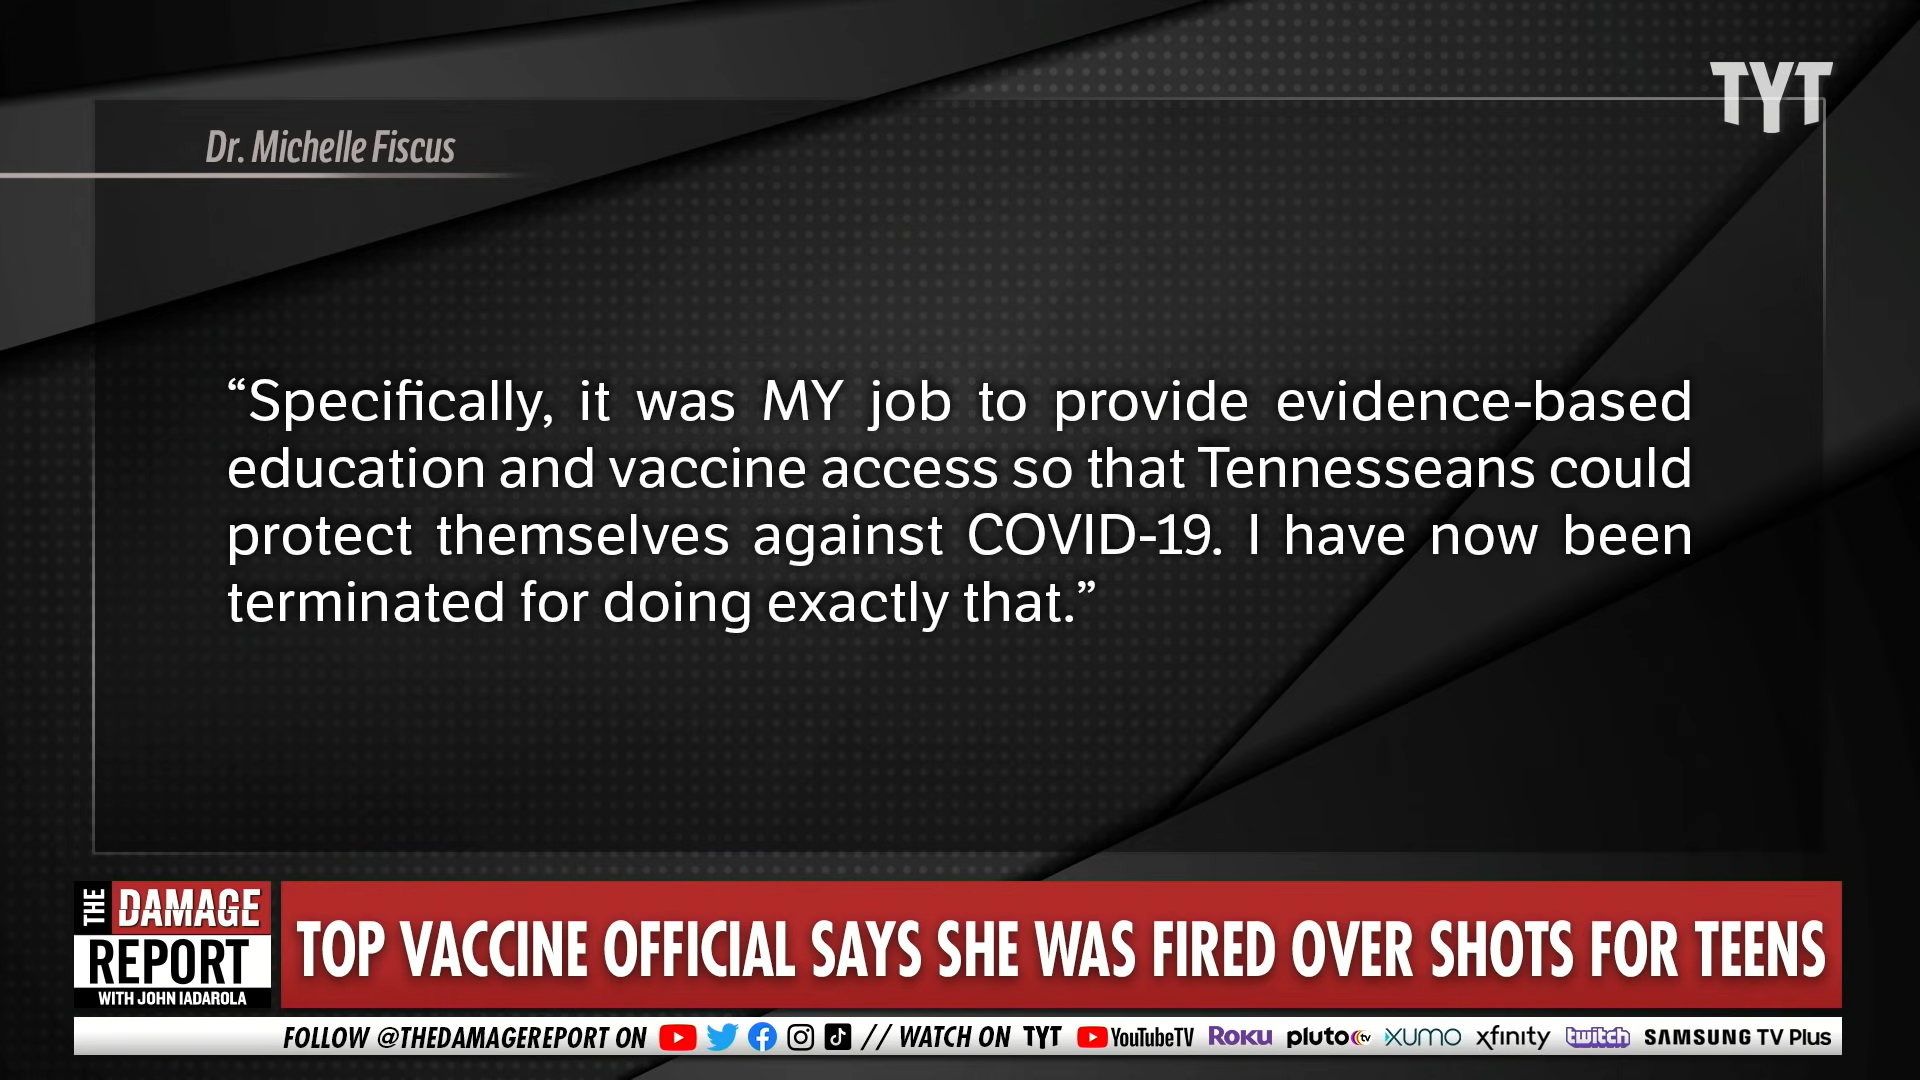 TYT
Dr. Michelle Fiscus
“Specifically, it was MY job to provide evidence-based
education and vaccine access so that Tennesseans could
protect themselves against COVID-19. I have now been
terminated for doing exactly that.”
THE DAMAGE
REPORT
WITH JOHN IADAROLA
TOP VACCINE OFFICIAL SAYS SHE WAS FIRED OVER SHOTS FOR TEENS
FOLLOW @THEDAMAGEREPORT ON // WATCH ON TYT YouTubeTV Roku pluto tv xumo xfinity twitch SAMSUNG TV Plus